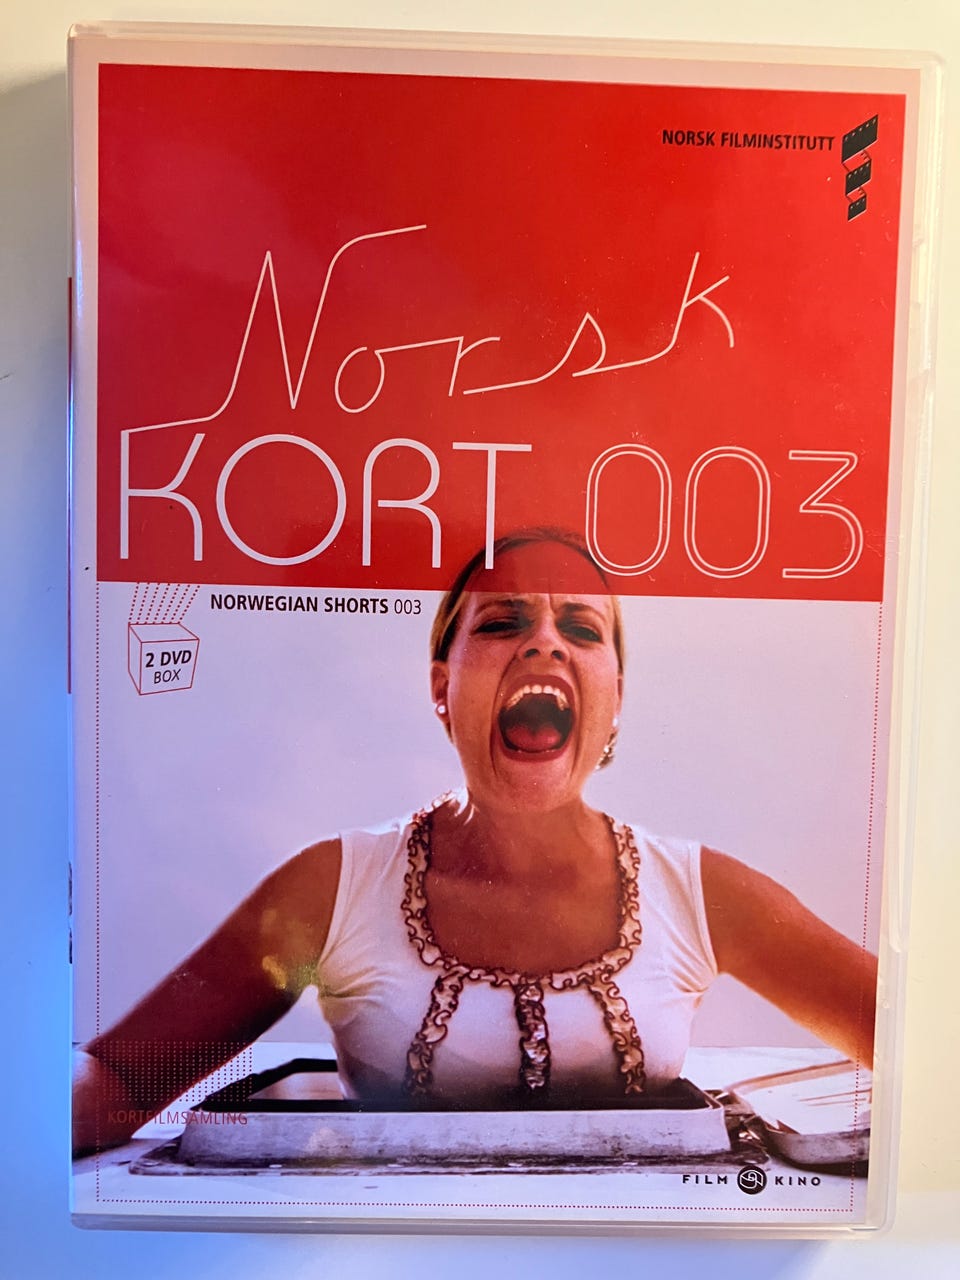 NORSK FILMINSTITUTT
Norsk
KORT 003
NORWEGIAN SHORTS 003
2 DVD
BOX
KORTFILMSAMLING
FILM KINO